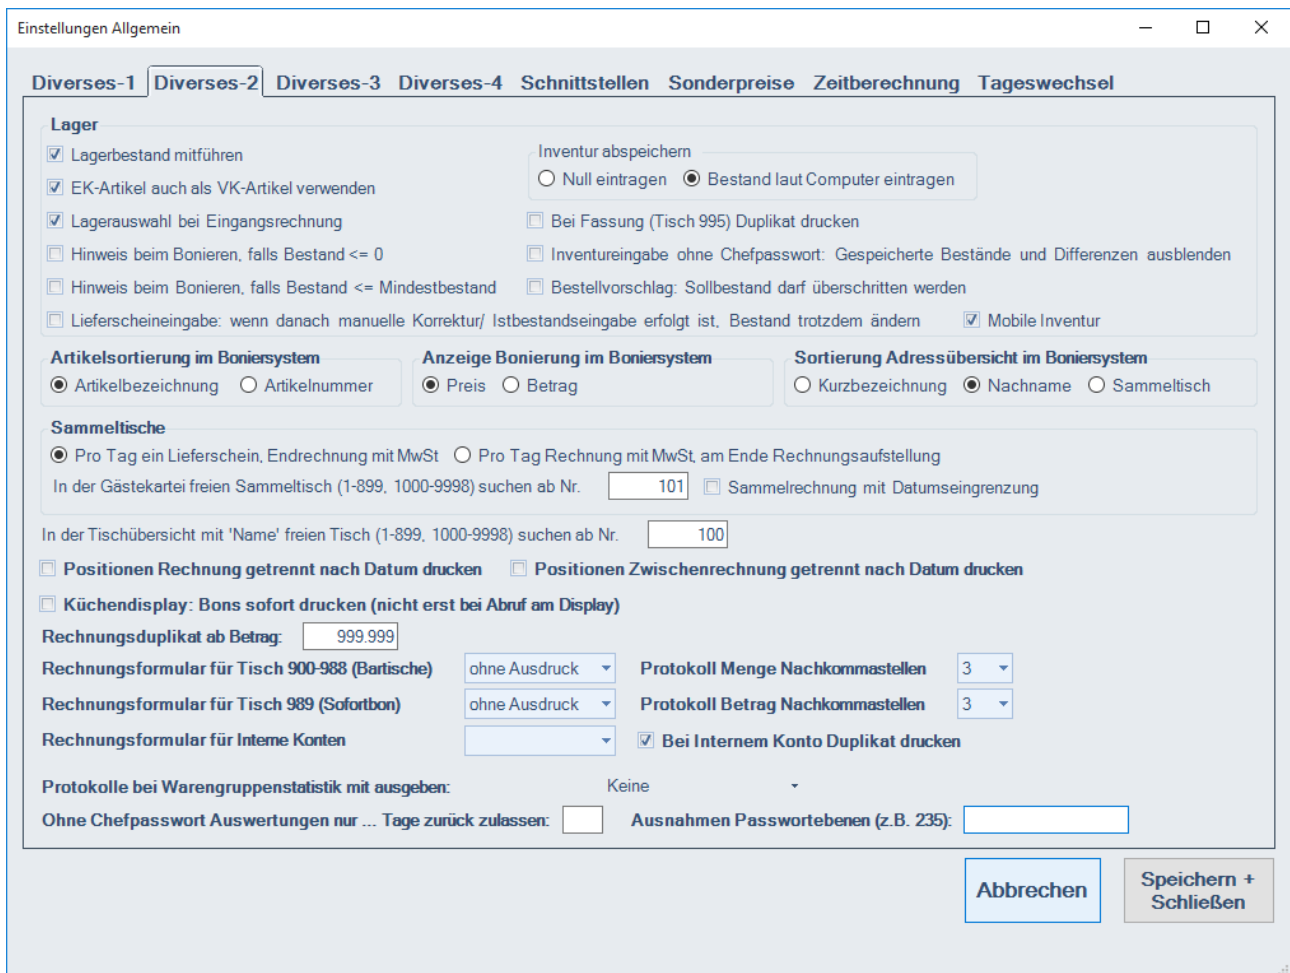 Einstellungen Allgemein
Diverses-1 Diverses-2 Diverses-3 Diverses-4 Schnittstellen Sonderpreise Zeitberechnung Tageswechsel
Lager
Lagerbestand mitführen
Inventur abspeichern
EK-Artikel auch als VK-Artikel verwenden
Null eintragen Bestand laut Computer eintragen
Lagerauswahl bei Eingangsrechnung
Bei Fassung (Tisch 995) Duplikat drucken
Hinweis beim Bonieren, falls Bestand <= 0
Inventureingabe ohne Chefpasswort: Gespeicherte Bestände und Differenzen ausblenden
Hinweis beim Bonieren, falls Bestand <= Mindestbestand
Bestellvorschlag: Sollbestand darf überschritten werden
Lieferscheineingabe: wenn danach manuelle Korrektur/ Istbestandseingabe erfolgt ist, Bestand trotzdem ändern
Mobile Inventur
Artikelsortierung im Boniersystem
Artikelbezeichnung Artikelnummer
Anzeige Bonierung im Boniersystem
Preis Betrag
Sortierung Adressübersicht im Boniersystem
Kurzbezeichnung Nachname Sammeltisch
Sammeltische
Pro Tag ein Lieferschein, Endrechnung mit MwSt Pro Tag Rechnung mit MwSt, am Ende Rechnungsaufstellung
In der Gästekartei freien Sammeltisch (1-899, 1000-9998) suchen ab Nr. 101 Sammelrechnung mit Datumseingrenzung
In der Tischübersicht mit 'Name' freien Tisch (1-899, 1000-9998) suchen ab Nr. 100
Positionen Rechnung getrennt nach Datum drucken Positionen Zwischenrechnung getrennt nach Datum drucken
Küchendisplay: Bons sofort drucken (nicht erst bei Abruf am Display)
Rechnungsduplikat ab Betrag: 999.999
Rechnungsformular für Tisch 900-988 (Bartische) ohne Ausdruck Protokoll Menge Nachkommastellen 3
Rechnungsformular für Tisch 989 (Sofortbon) ohne Ausdruck Protokoll Betrag Nachkommastellen 3
Rechnungsformular für Interne Konten Bei Internem Konto Duplikat drucken
Protokolle bei Warengruppenstatistik mit ausgeben: Keine
Ohne Chefpasswort Auswertungen nur ... Tage zurück zulassen: Ausnahmen Passwortebenen (z.B. 235):
Abbrechen
Speichern +
Schließen